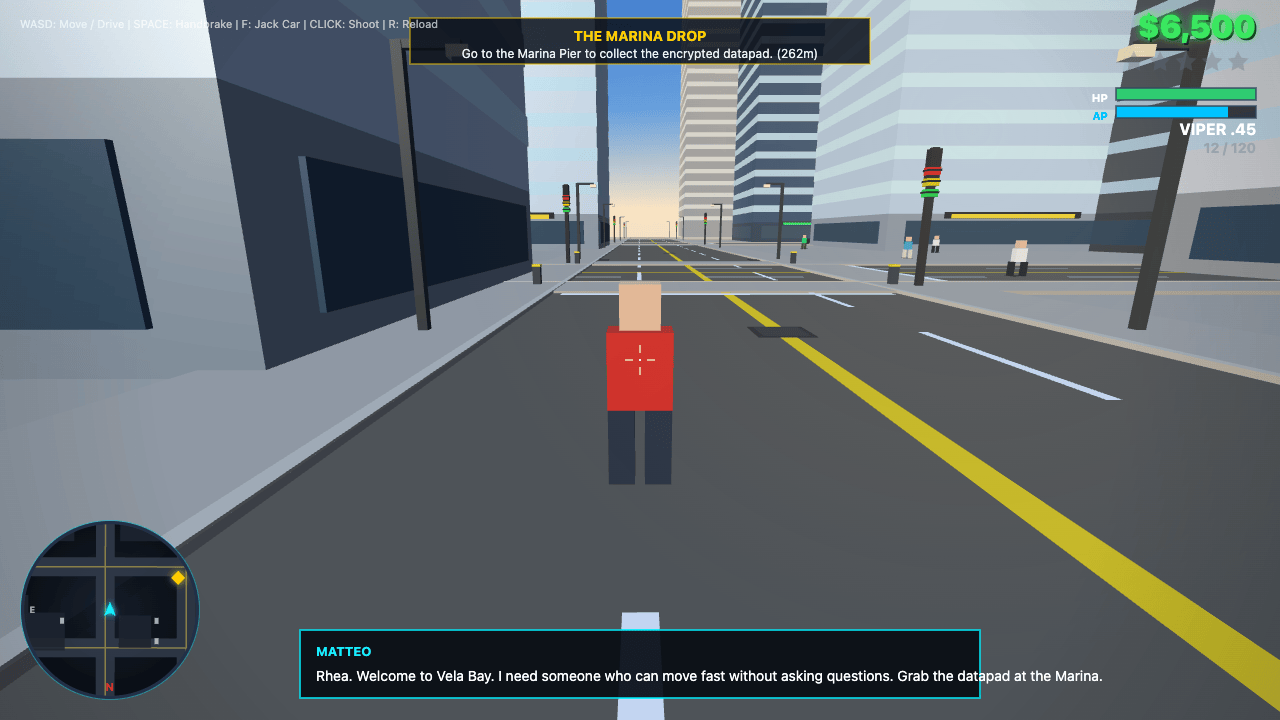 WASD: Move / Drive | SPACE: Handbrake | F: Jack Car | CLICK: Shoot | R: Reload
THE MARINA DROP
Go to the Marina Pier to collect the encrypted datapad. (262m)
$6,500
HP
AP
VIPER .45
12 / 120
E
N
MATTEO
Rhea. Welcome to Vela Bay. I need someone who can move fast without asking questions. Grab the datapad at the Marina.